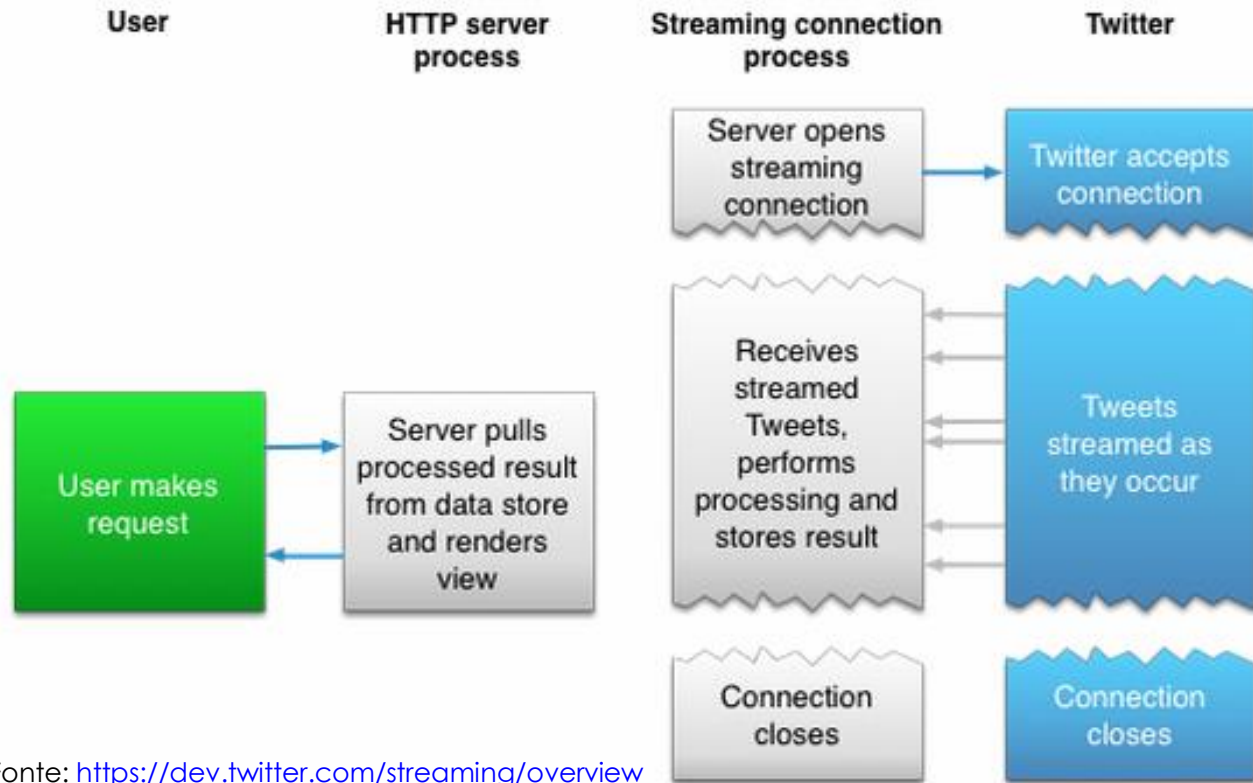 User
HTTP server
process
Streaming connection
process
Twitter
Server opens
streaming
connection
Twitter accepts
connection
User makes
request
Server pulls
processed result
from data store
and renders
view
Receives
streamed
Tweets,
performs
processing and
stores result
Tweets
streamed as
they occur
Connection
closes
Connection
closes
onte: https://dev.twitter.com/streaming/overview